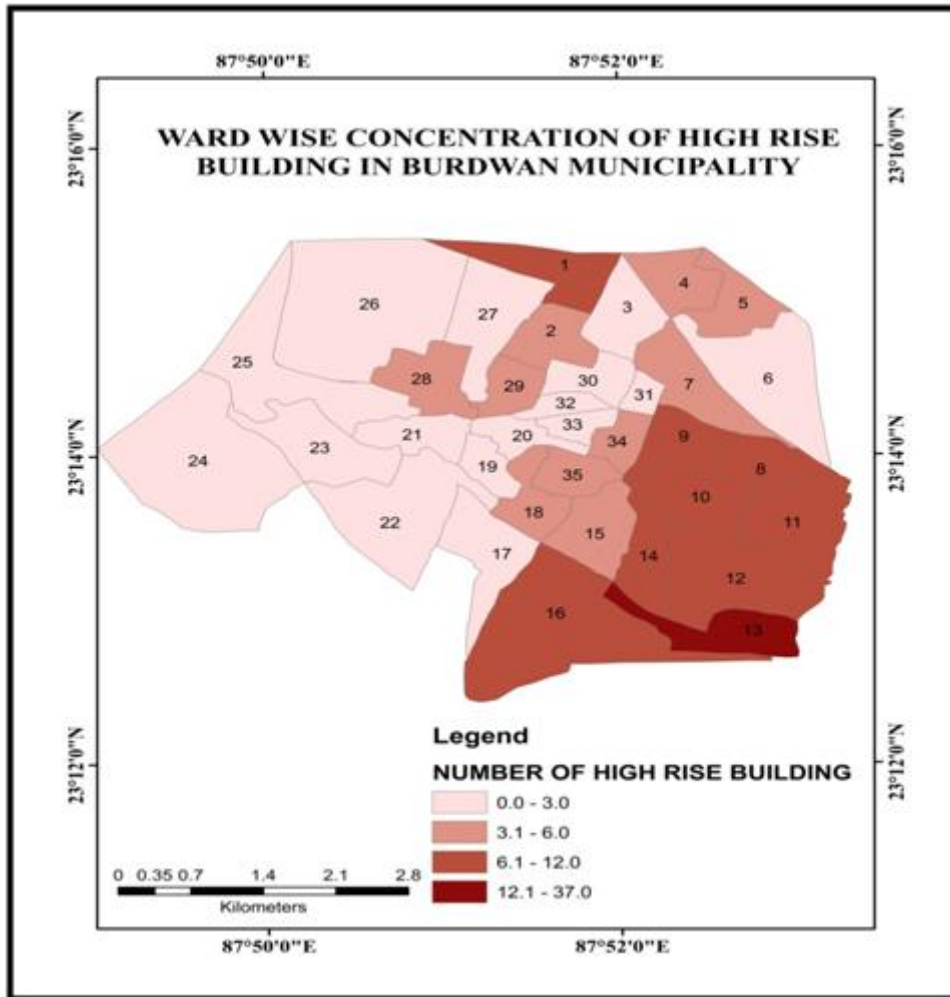 87°50'0"E 87°52'0"E
23°16'0"N 23°16'0"N
WARD WISE CONCENTRATION OF HIGH RISE
BUILDING IN BURDWAN MUNICIPALITY
1
4
5
26
27
3
2
25
28
29
30
7
6
31
32
33
24
23
21
20
34
9
19
35
8
10
22
18
11
17
15
14
12
16
13
23°14'0"N 23°14'0"N
Legend
NUMBER OF HIGH RISE BUILDING
0.0 - 3.0
3.1 - 6.0
6.1 - 12.0
12.1 - 37.0
23°12'0"N 23°12'0"N
0 0.35 0.7 1.4 2.1 2.8
Kilometers
87°50'0"E 87°52'0"E